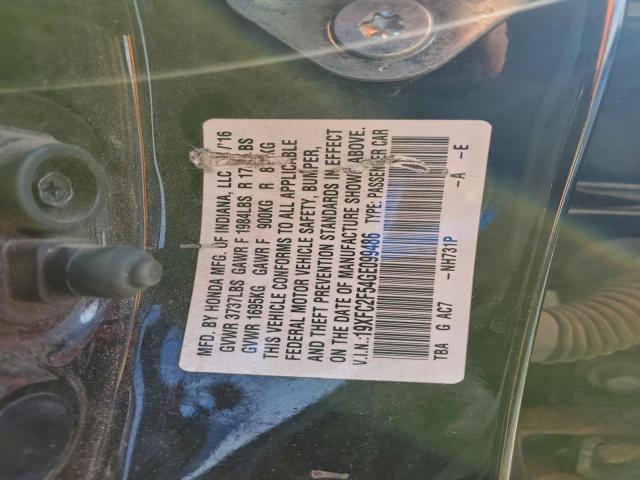 MFD. BY HONDA MFG. OF INDIANA, LLC /16
GVWR 3737LBS GAWR F 1984LBS R 17 BS
GVWR 1695KG GAWR F 900KG R 8 KG
THIS VEHICLE CONFORMS TO ALL APPLICABLE
FEDERAL MOTOR VEHICLE SAFETY, BUMPER,
AND THEFT PREVENTION STANDARDS IN EFFECT
ON THE DATE OF MANUFACTURE SHOWN ABOVE.
V.I.N.:19XFC2F54GE099486 TYPE: PASSENGER CAR
TBA G AC7 -NH731P -A -E